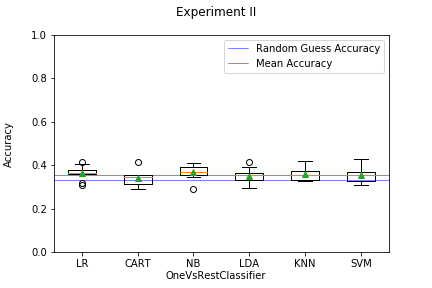 Experiment II
Random Guess Accuracy
Mean Accuracy
Accuracy
1.0
0.8
0.6
0.4
0.2
0.0
LR CART NB LDA KNN SVM
OneVsRestClassifier